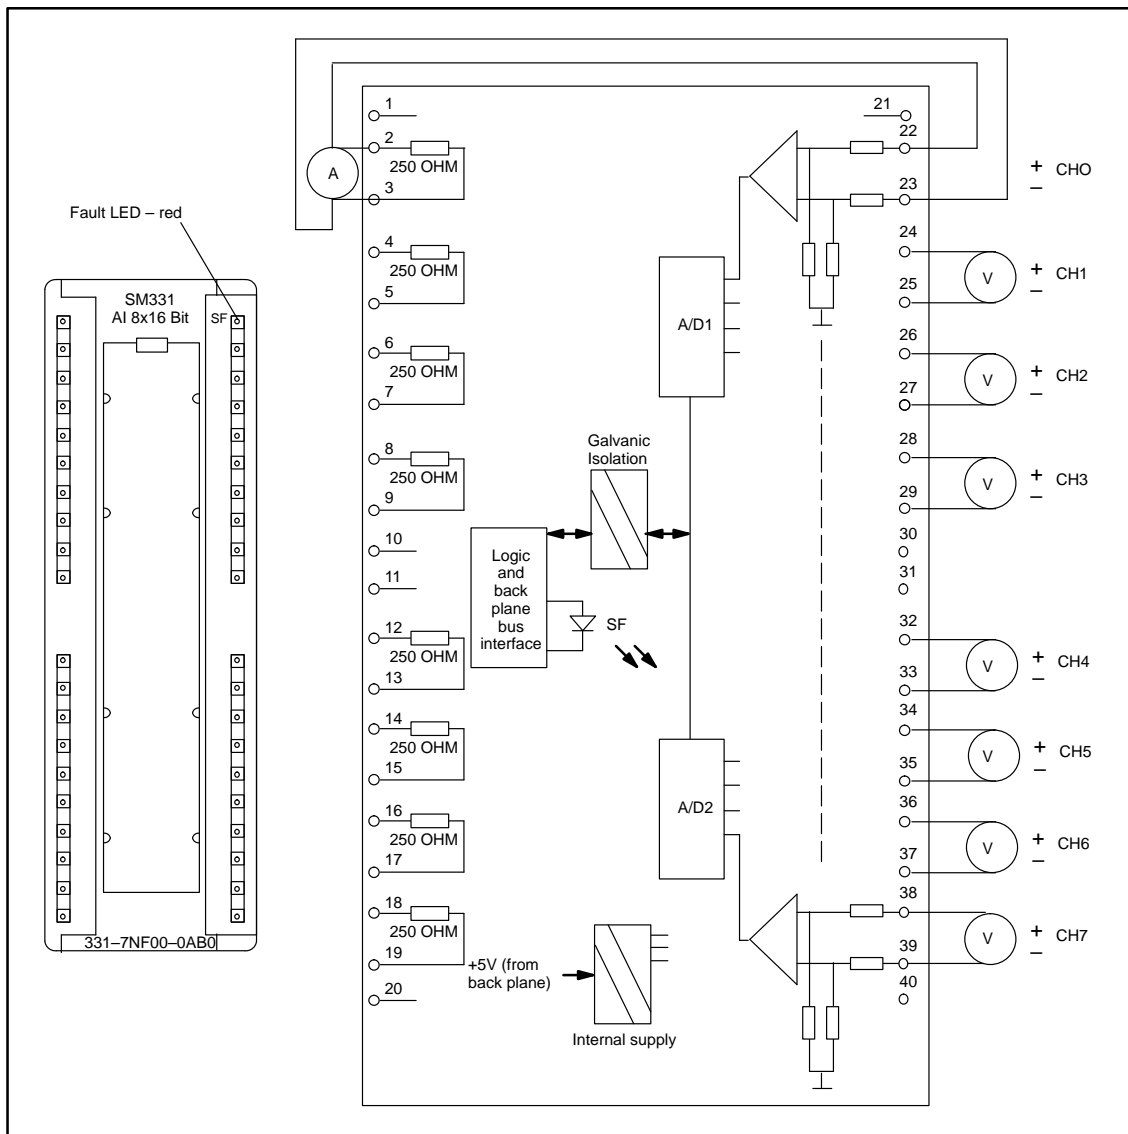 Fault LED – red
SM331
AI 8x16 Bit
SF
331–7NF00–0AB0
A
1
2
250 OHM
3
4
250 OHM
5
6
250 OHM
7
8
250 OHM
9
10
11
12
250 OHM
13
14
250 OHM
15
16
250 OHM
17
18
250 OHM
19
20
Galvanic
Isolation
Logic
and
back
plane
bus
interface
SF
A/D1
A/D2
+5V (from
back plane)
Internal supply
21
22
23
+
–
CHO
24
25
V
+
–
CH1
26
27
V
+
–
CH2
28
29
V
+
–
CH3
30
31
32
33
V
+
–
CH4
34
35
V
+
–
CH5
36
37
V
+
–
CH6
38
39
V
+
–
CH7
40